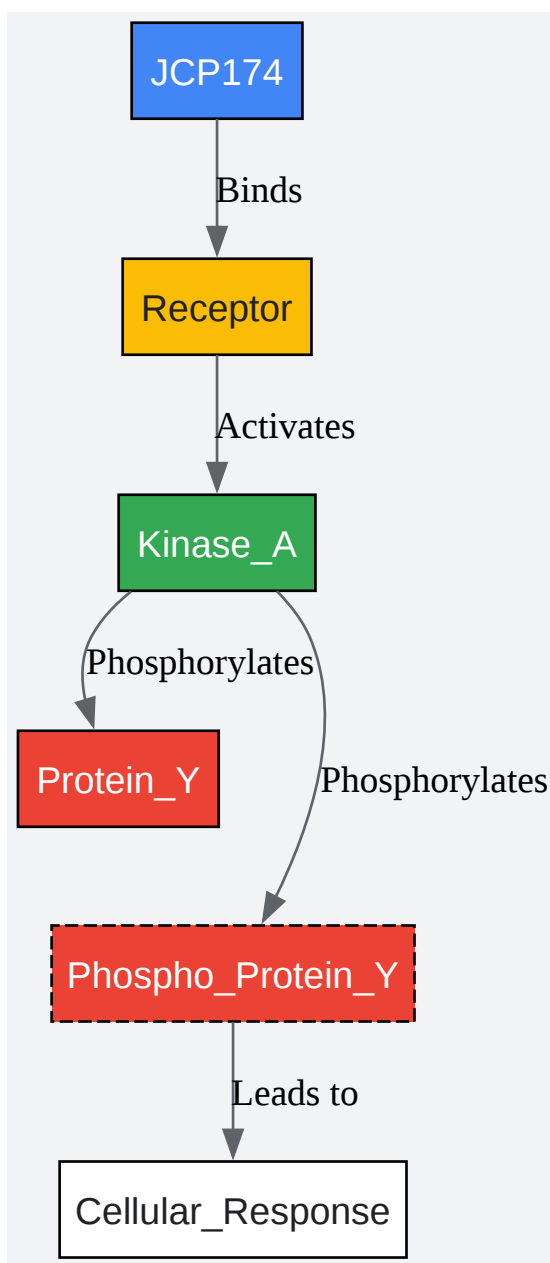 JCP174
Binds
Receptor
Activates
Kinase_A
Phosphorylates
Protein_Y
Phosphorylates
Phospho_Protein_Y
Leads to
Cellular_Response